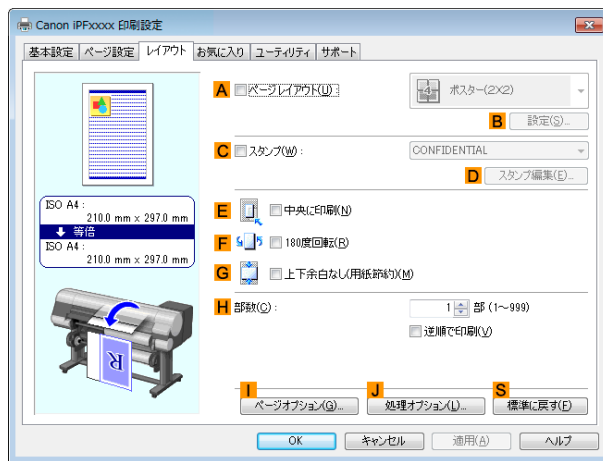 Canon iPFxxxx 印刷設定
基本設定 ページ設定 レイアウト お気に入り ユーティリティ サポート
A ページレイアウト(U) : 4 ポスター(2×2)
B 設定(S)...
C スタンプ(W) : CONFIDENTIAL
D スタンプ編集(E)...
ISO A4 :
210.0 mm x 297.0 mm
等倍
ISO A4 :
210.0 mm x 297.0 mm
E 中央に印刷(N)
F 180度回転(R)
G 上下余白なし(用紙節約)(M)
H 部数(C) : 1 部 (1~999)
逆順で印刷(V)
R
I J S
ページオプション(G)... 処理オプション(L)... 標準に戻す(F)
OK キャンセル 適用(A) ヘルプ